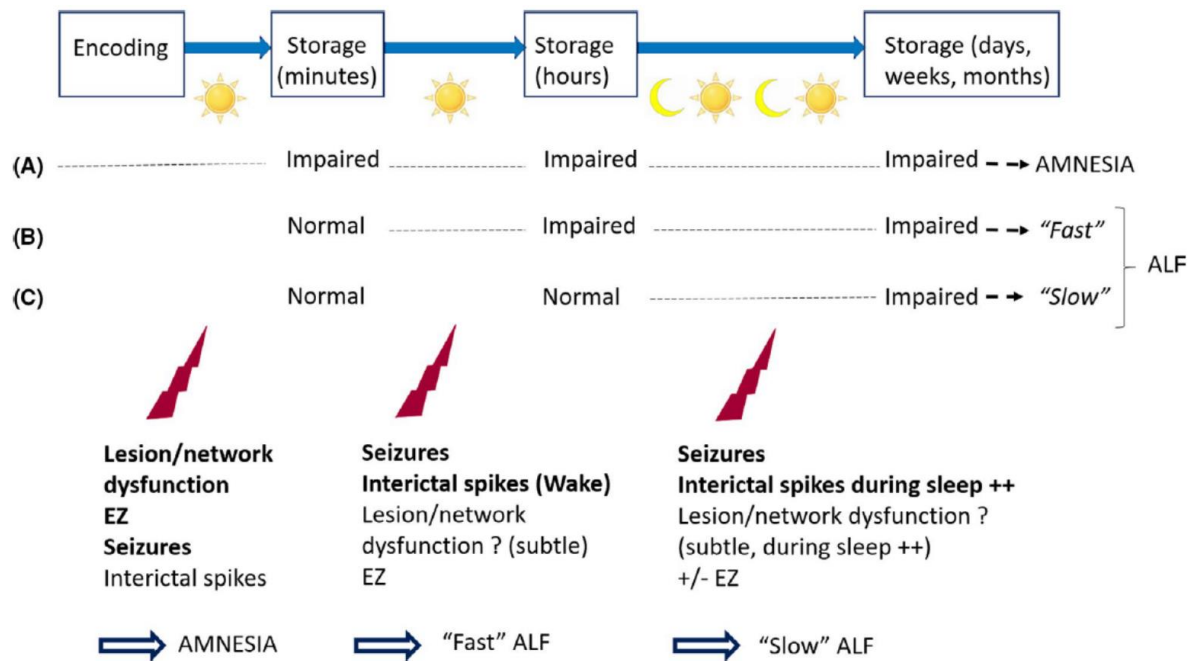 Encoding
Storage
(minutes)
Storage
(hours)
Storage (days,
weeks, months)
(A) Impaired Impaired Impaired AMNESIA
(B) Normal Impaired Impaired "Fast"
ALF
(C) Normal Normal Impaired "Slow"
Lesion/network
dysfunction
EZ
Seizures
Interictal spikes
Seizures
Interictal spikes (Wake)
Lesion/network
dysfunction ? (subtle)
EZ
Seizures
Interictal spikes during sleep ++
Lesion/network dysfunction ?
(subtle, during sleep ++)
+/- EZ
AMNESIA
"Fast" ALF
"Slow" ALF